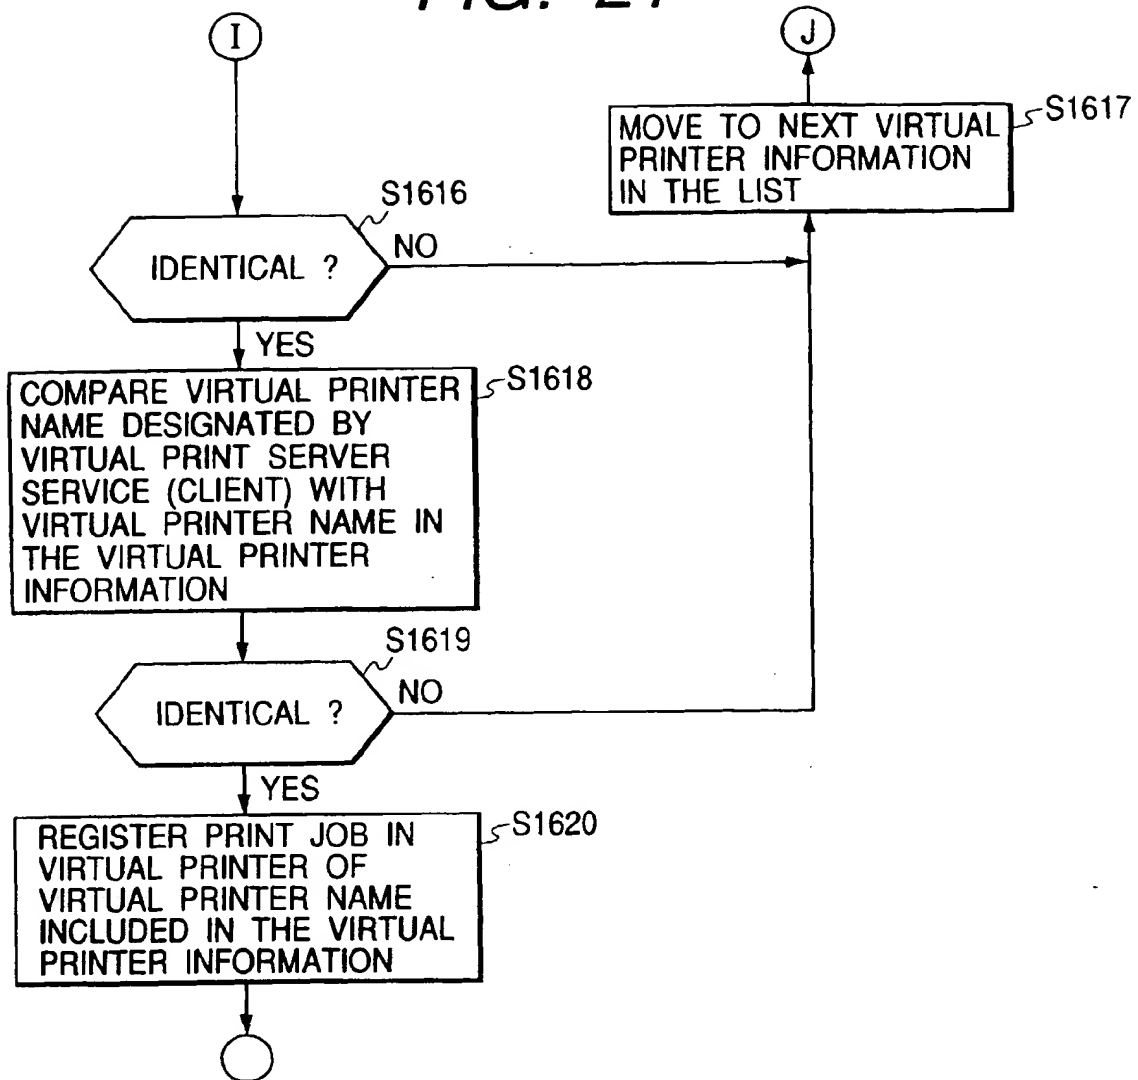 FIG. 21
I
J
MOVE TO NEXT VIRTUAL
PRINTER INFORMATION
IN THE LIST
S1617
S1616
IDENTICAL ?
NO
YES
COMPARE VIRTUAL PRINTER
NAME DESIGNATED BY
VIRTUAL PRINT SERVER
SERVICE (CLIENT) WITH
VIRTUAL PRINTER NAME IN
THE VIRTUAL PRINTER
INFORMATION
S1618
S1619
IDENTICAL ?
NO
YES
REGISTER PRINT JOB IN
VIRTUAL PRINTER OF
VIRTUAL PRINTER NAME
INCLUDED IN THE VIRTUAL
PRINTER INFORMATION
S1620